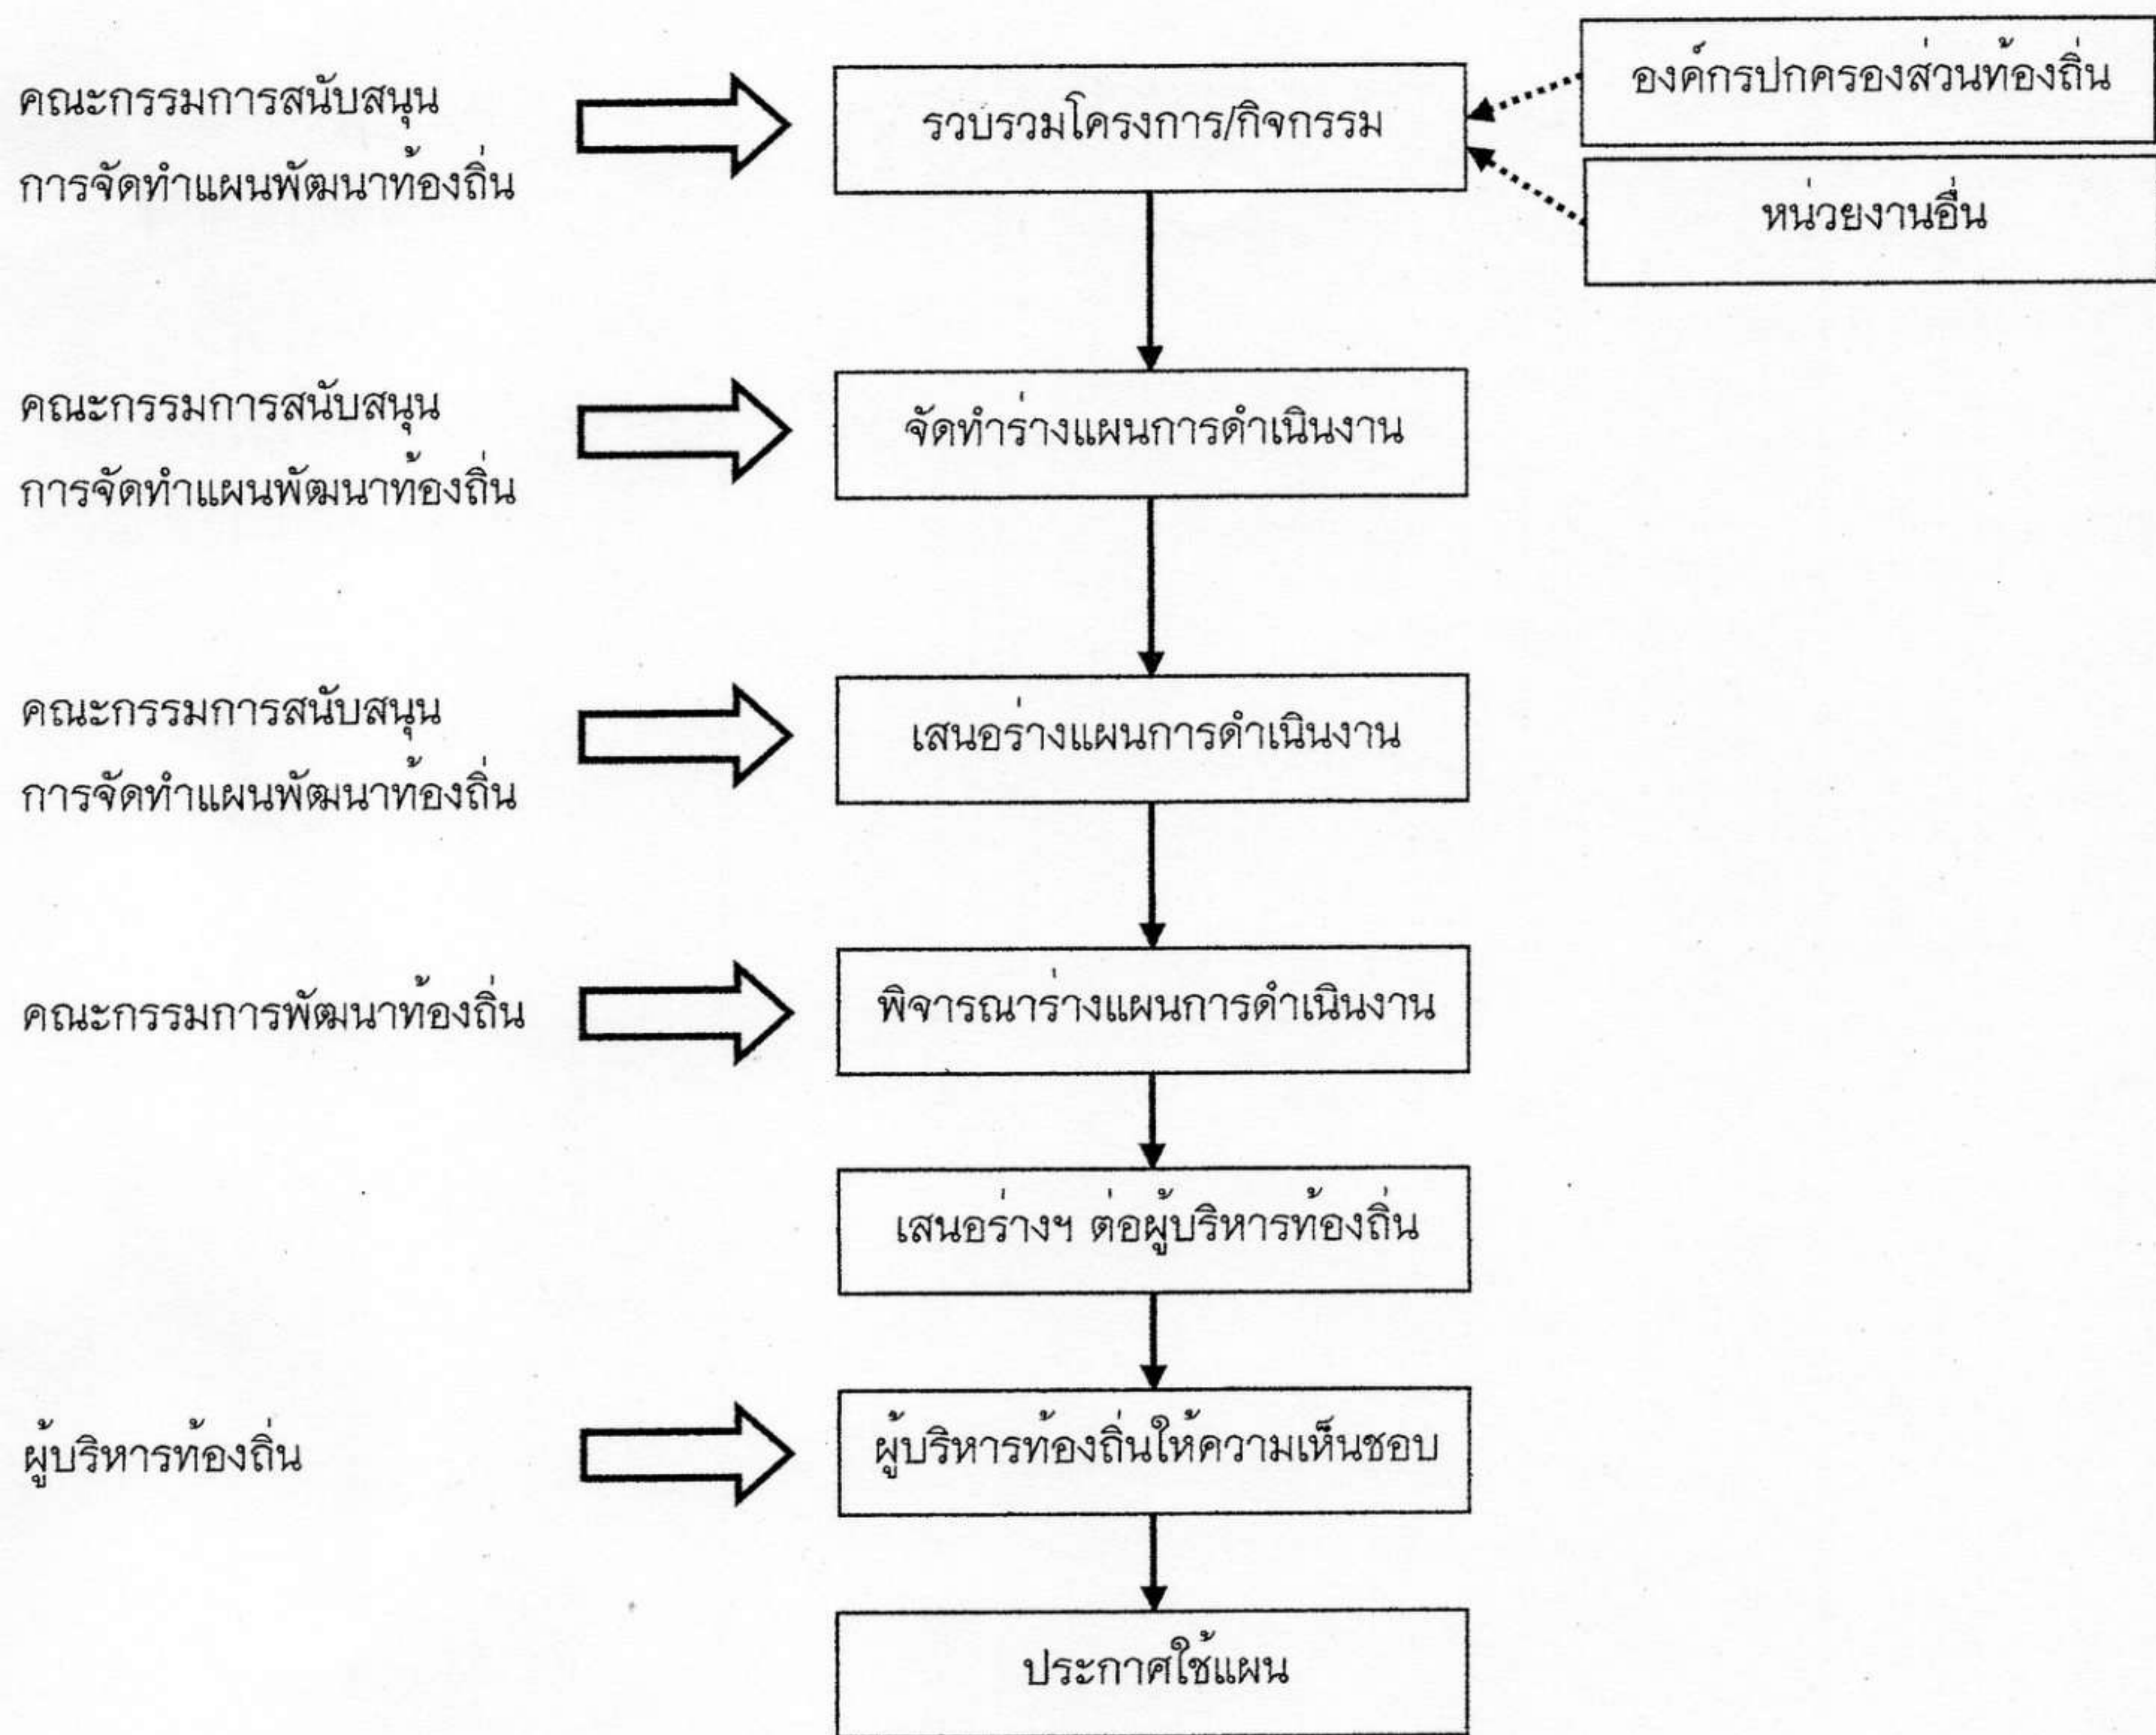 คณะกรรมการสนับสนุน
การจัดทำแผนพัฒนาท้องถิ่น
รวบรวมโครงการ/กิจกรรม
องค์กรปกครองส่วนท้องถิ่น
หน่วยงานอื่น
คณะกรรมการสนับสนุน
การจัดทำแผนพัฒนาท้องถิ่น
จัดทำร่างแผนการดำเนินงาน
คณะกรรมการสนับสนุน
การจัดทำแผนพัฒนาท้องถิ่น
เสนอร่างแผนการดำเนินงาน
คณะกรรมการพัฒนาท้องถิ่น
พิจารณาร่างแผนการดำเนินงาน
เสนอร่างฯ ต่อผู้บริหารท้องถิ่น
ผู้บริหารท้องถิ่น
ผู้บริหารท้องถิ่นให้ความเห็นชอบ
ประกาศใช้แผน